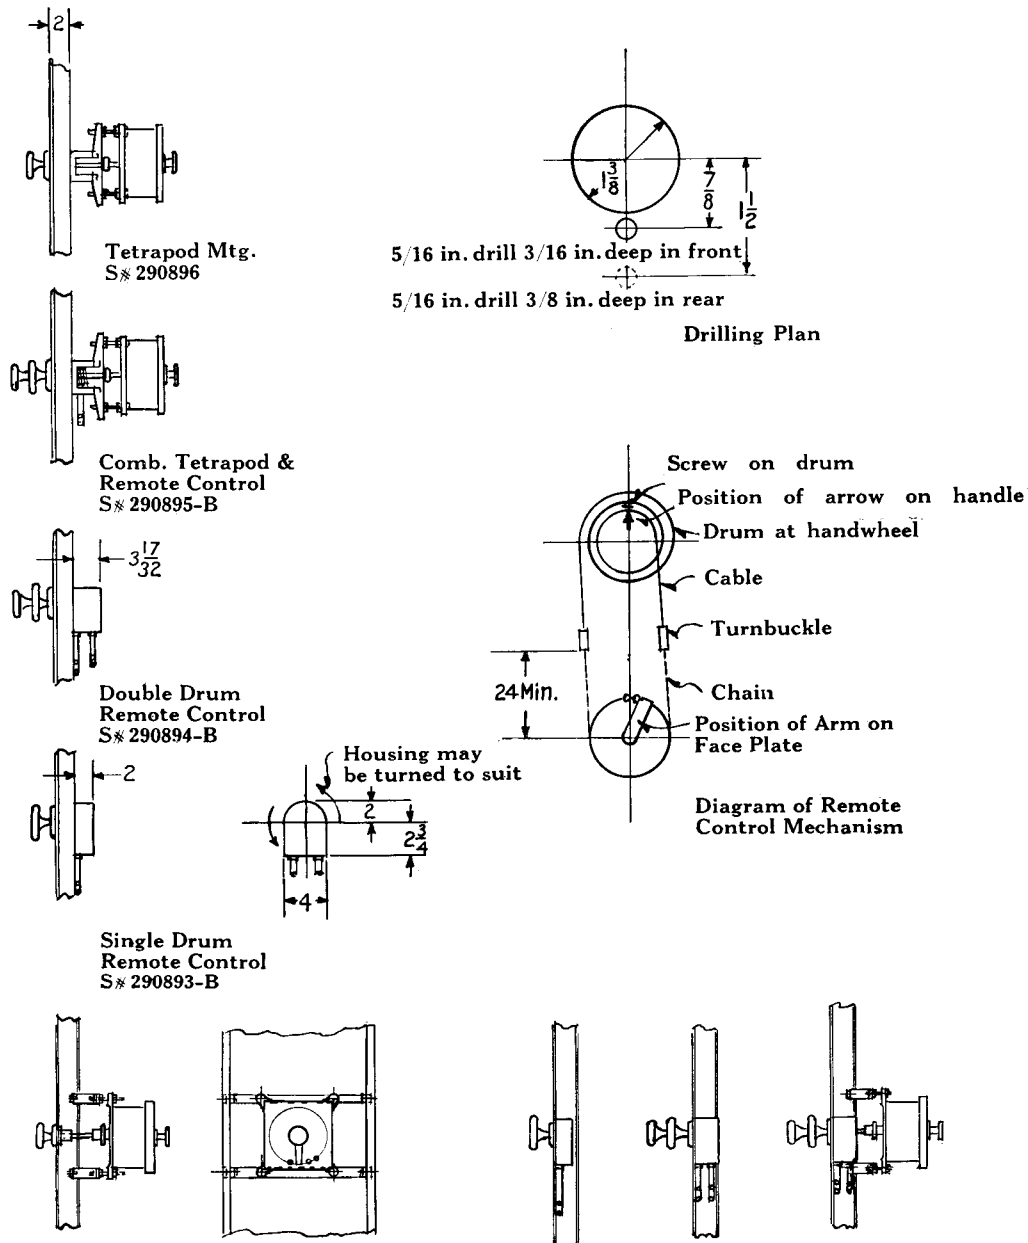 2
Tetrapod Mtg.
S# 290896
1 3/8
7/8
1 1/2
5/16 in. drill 3/16 in. deep in front
5/16 in. drill 3/8 in. deep in rear
Drilling Plan
Comb. Tetrapod &
Remote Control
S# 290895-B
3 17/32
Double Drum
Remote Control
S# 290894-B
Screw on drum
Position of arrow on handle
Drum at handwheel
Cable
Turnbuckle
24 Min.
Chain
Position of Arm on
Face Plate
Diagram of Remote
Control Mechanism
2
Housing may
be turned to suit
2
2 3/4
4
Single Drum
Remote Control
S# 290893-B